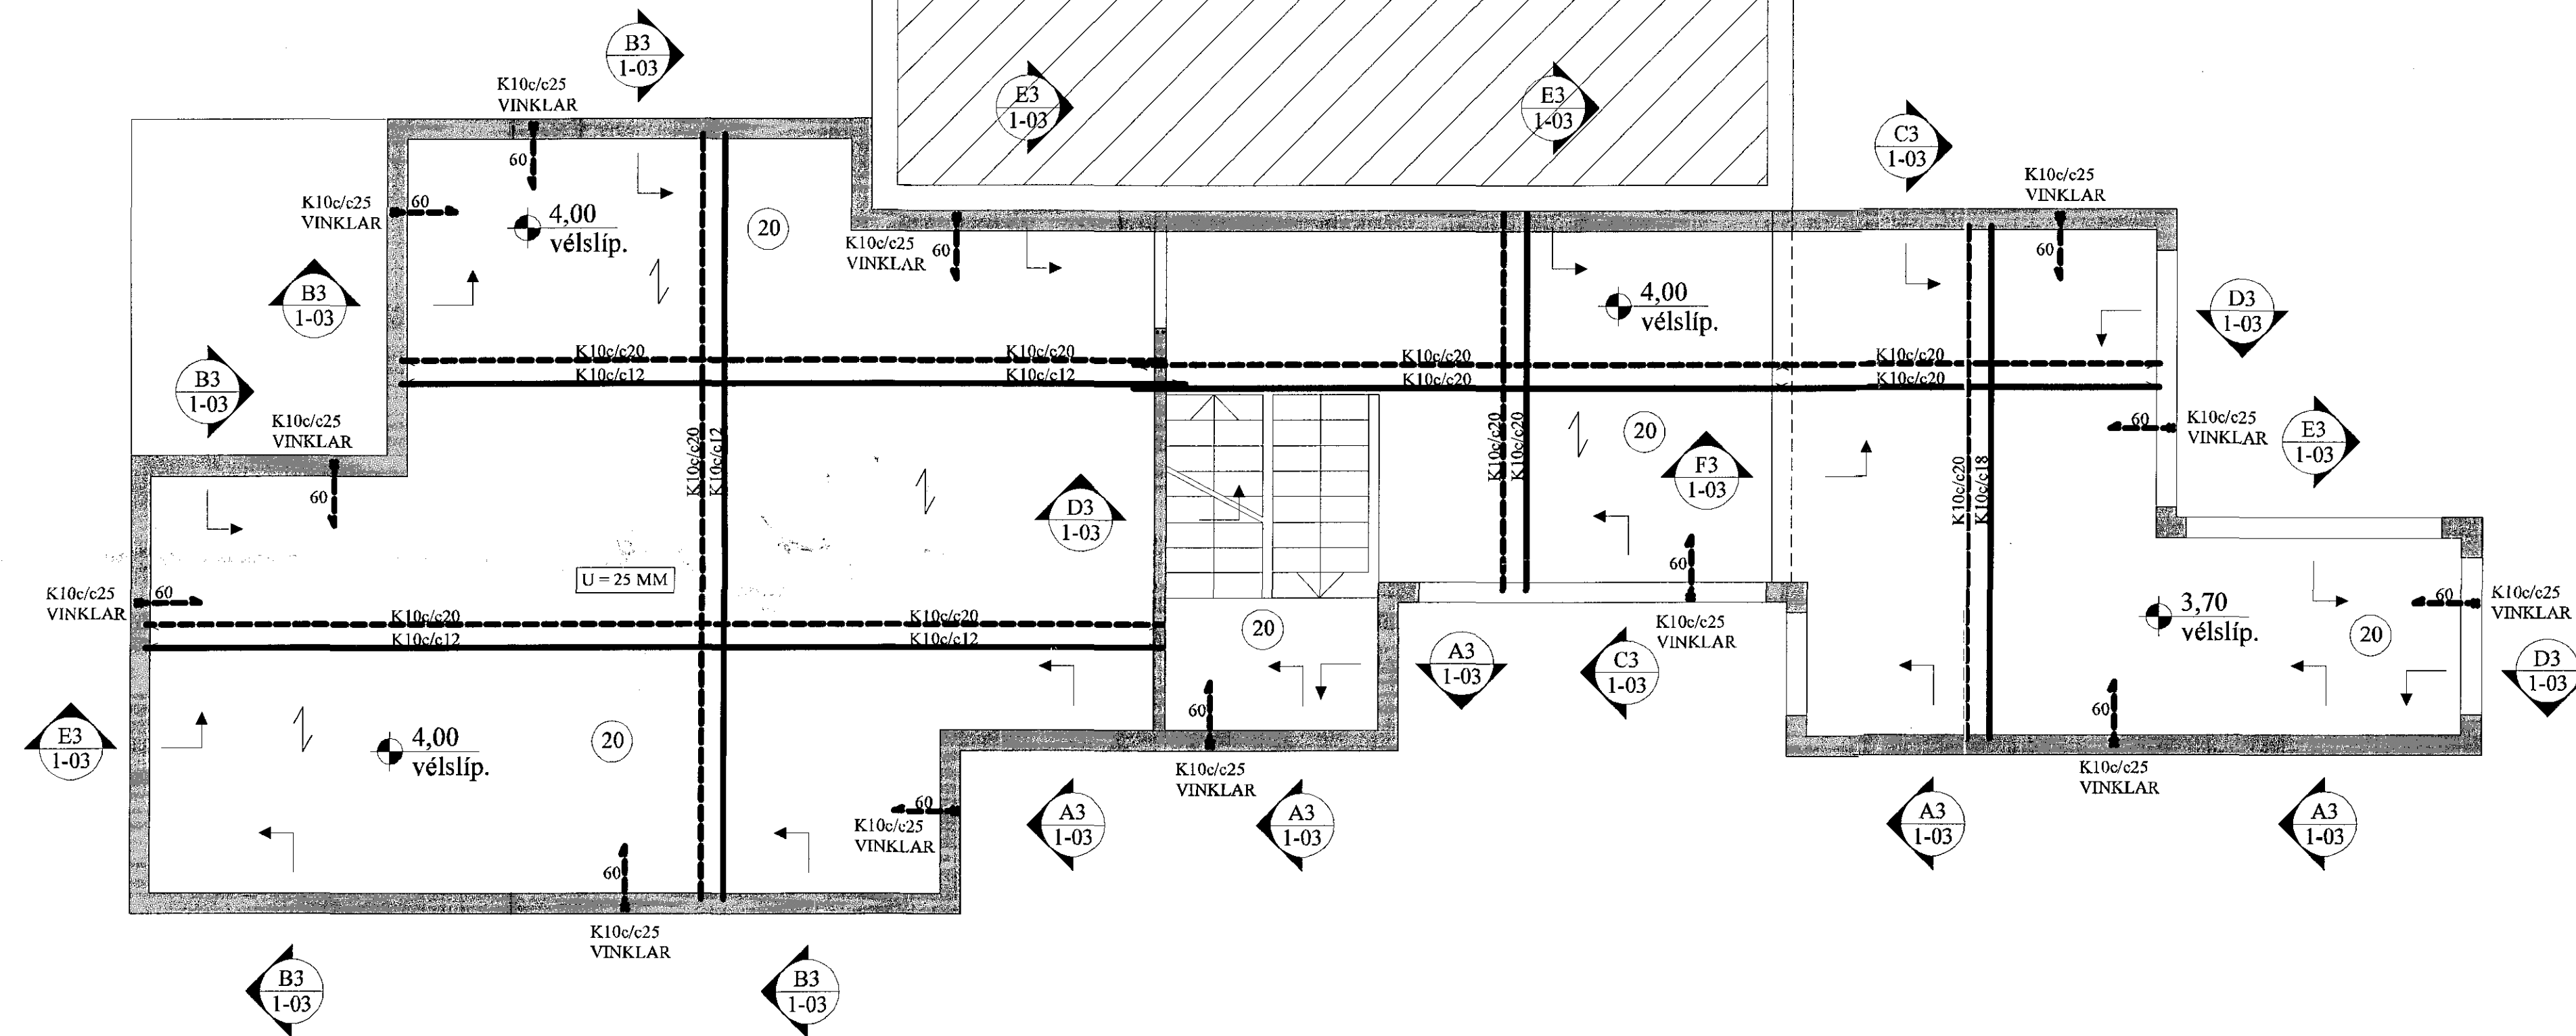 B3
1-03
K10c/c25
VINKLAR
60
E3
1-03
E3
1-03
C3
1-03
K10c/c25
VINKLAR
60
K10c/c25
VINKLAR
60
4,00
vélslíp.
20
K10c/c25
VINKLAR
60
B3
1-03
4,00
vélslíp.
D3
1-03
K10c/c20
K10c/c12
K10c/c20
K10c/c12
K10c/c20
K10c/c20
K10c/c20
K10c/c20
B3
1-03
K10c/c25
VINKLAR
60
K10c/c20
K10c/c12
K10c/c20
K10c/c20
20
F3
1-03
K10c/c20
K10c/c18
60
K10c/c25
VINKLAR
E3
1-03
D3
1-03
U = 25 MM
K10c/c25
VINKLAR
60
K10c/c20
K10c/c12
K10c/c20
K10c/c12
20
60
60
K10c/c25
VINKLAR
A3
1-03
C3
1-03
3,70
vélslíp.
20
60
K10c/c25
VINKLAR
D3
1-03
E3
1-03
4,00
vélslíp.
20
60
K10c/c25
VINKLAR
60
K10c/c25
VINKLAR
60
K10c/c25
VINKLAR
A3
1-03
A3
1-03
A3
1-03
A3
1-03
60
K10c/c25
VINKLAR
B3
1-03
B3
1-03